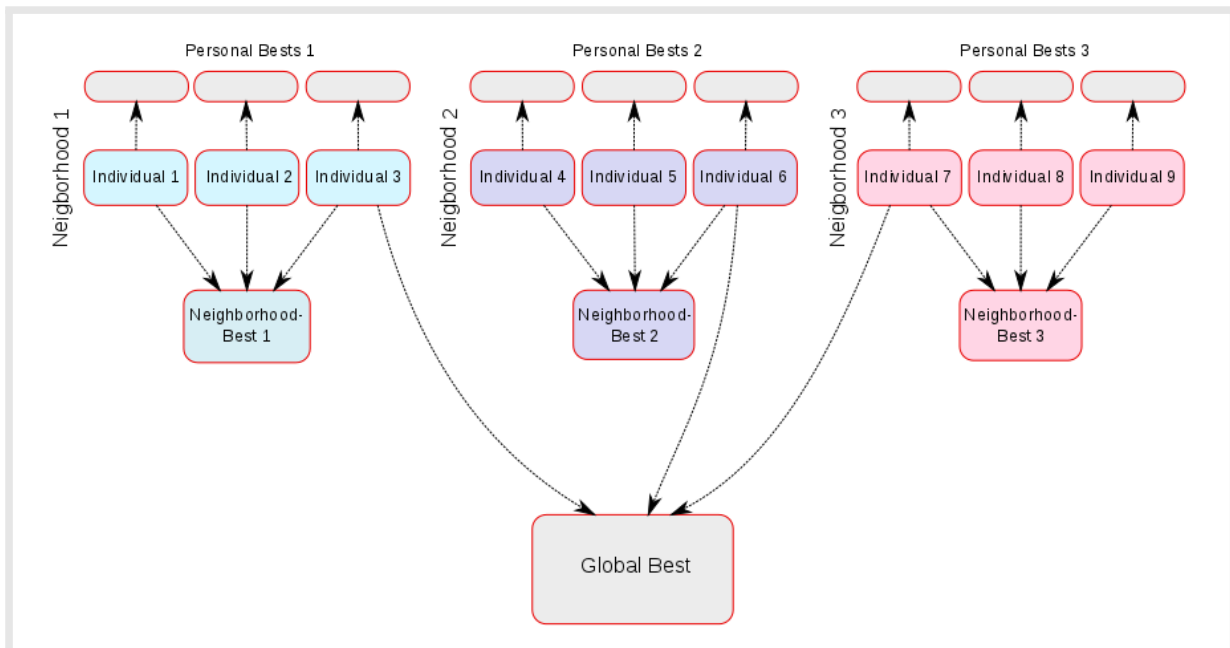 Personal Bests 1
Personal Bests 2
Personal Bests 3
Neigborhood 1
Individual 1
Individual 2
Individual 3
Neigborhood 2
Individual 4
Individual 5
Individual 6
Neigborhood 3
Individual 7
Individual 8
Individual 9
Neighborhood-
Best 1
Neighborhood-
Best 2
Neighborhood-
Best 3
Global Best